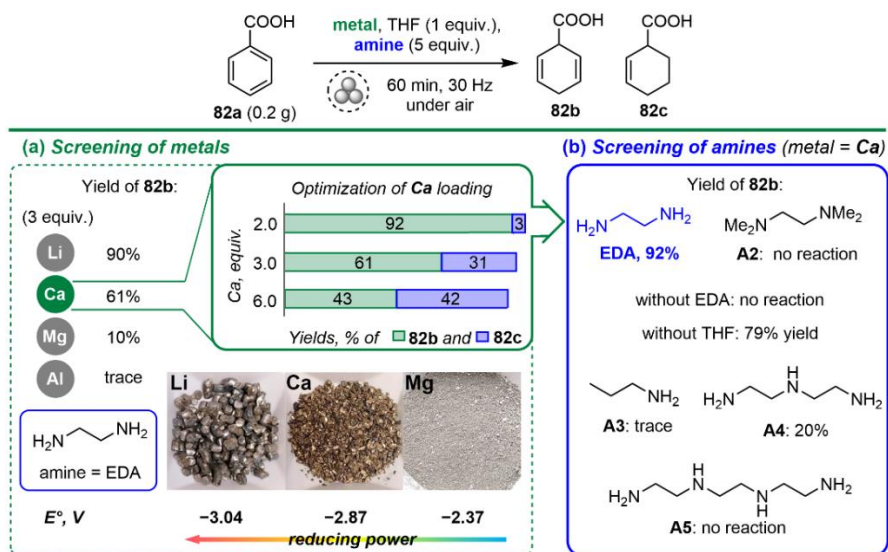 COOH
82a (0.2 g)
metal, THF (1 equiv.),
amine (5 equiv.)
60 min, 30 Hz
under air
COOH
82b
COOH
82c
(a) Screening of metals
Yield of 82b:
(3 equiv.)
Li 90%
Ca 61%
Mg 10%
Al trace
H₂N NH₂
amine = EDA
Optimization of Ca loading
Ca, equiv.
2.0 92 3
3.0 61 31
6.0 43 42
Yields, % of 82b and 82c
Li Ca Mg
E°, V −3.04 −2.87 −2.37
reducing power
(b) Screening of amines (metal = Ca)
Yield of 82b:
H₂N NH₂
EDA, 92%
Me₂N NMe₂
A2: no reaction
without EDA: no reaction
without THF: 79% yield
NH₂
A3: trace
H₂N H N NH₂
A4: 20%
H₂N H N N H NH₂
A5: no reaction